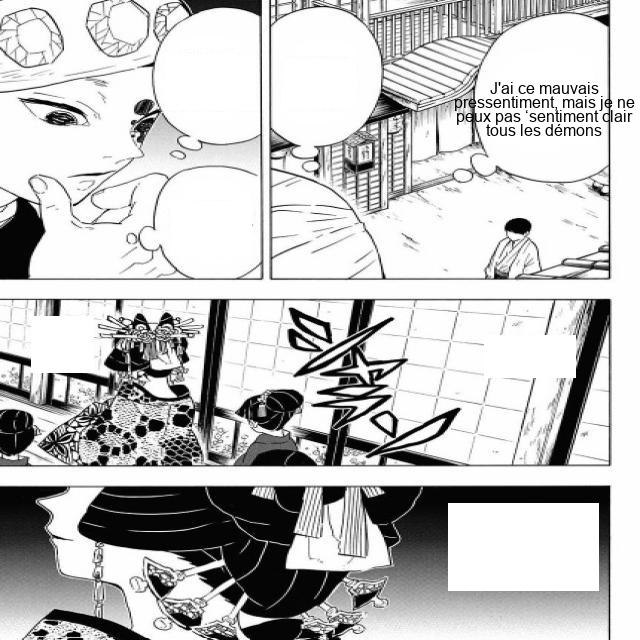 J'ai ce mauvais
pressentiment, mais je ne
peux pas ‘sentiment clair
tous les démons